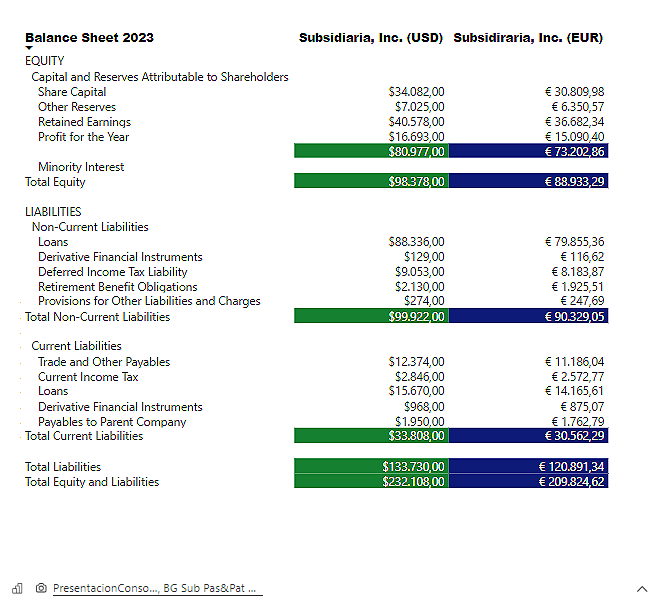 Balance Sheet 2023 Subsidiaria, Inc. (USD) Subsidiraria, Inc. (EUR)
EQUITY
Capital and Reserves Attributable to Shareholders
Share Capital $34.082,00 € 30.809,98
Other Reserves $7.025,00 € 6.350,57
Retained Earnings $40.578,00 € 36.682,34
Profit for the Year $16.693,00 € 15.090,40
$80.977,00 € 73.202,86
Minority Interest
Total Equity $98.378,00 € 88.933,29
LIABILITIES
Non-Current Liabilities
Loans $88.336,00 € 79.855,36
Derivative Financial Instruments $129,00 € 116,62
Deferred Income Tax Liability $9.053,00 € 8.183,87
Retirement Benefit Obligations $2.130,00 € 1.925,51
Provisions for Other Liabilities and Charges $274,00 € 247,69
Total Non-Current Liabilities $99.922,00 € 90.329,05
Current Liabilities
Trade and Other Payables $12.374,00 € 11.186,04
Current Income Tax $2.846,00 € 2.572,77
Loans $15.670,00 € 14.165,61
Derivative Financial Instruments $968,00 € 875,07
Payables to Parent Company $1.950,00 € 1.762,79
Total Current Liabilities $33.808,00 € 30.562,29
Total Liabilities $133.730,00 € 120.891,34
Total Equity and Liabilities $232.108,00 € 209.824,62
PresentacionConso..., BG Sub Pas&Pat ...